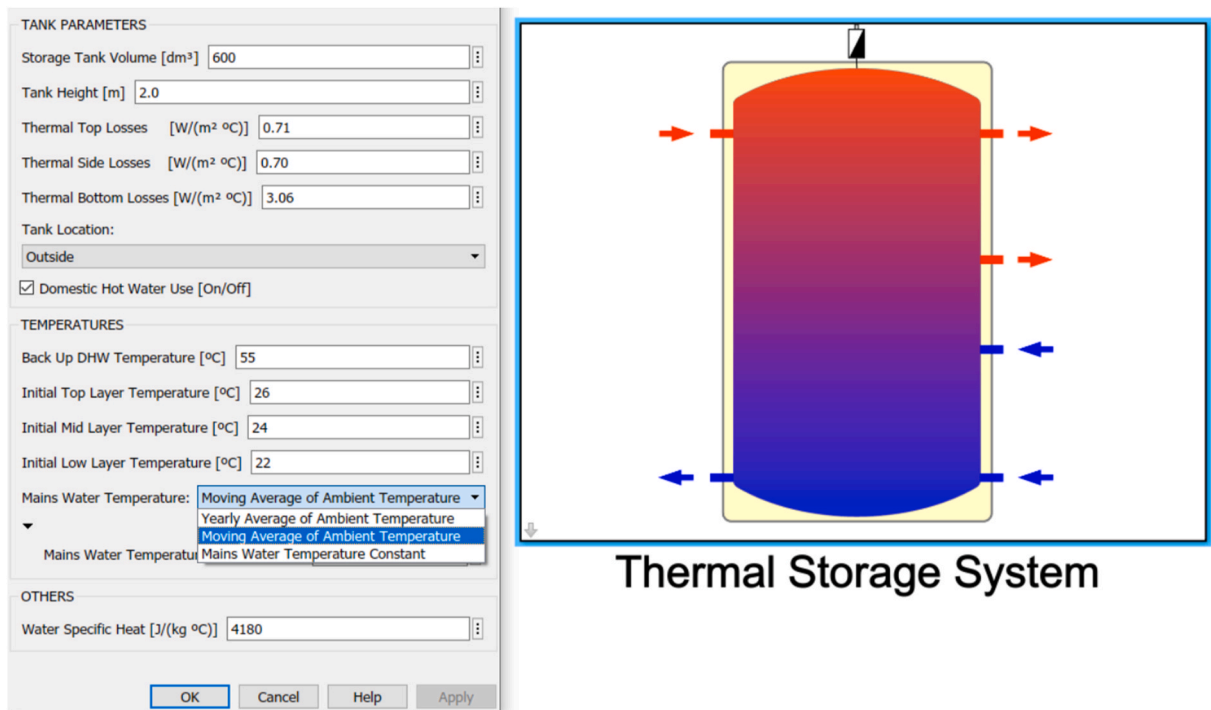 TANK PARAMETERS
Storage Tank Volume [dm³] 600
Tank Height [m] 2.0
Thermal Top Losses [W/(m² ºC)] 0.71
Thermal Side Losses [W/(m² ºC)] 0.70
Thermal Bottom Losses [W/(m² ºC)] 3.06
Tank Location:
Outside
Domestic Hot Water Use [On/Off]
TEMPERATURES
Back Up DHW Temperature [ºC] 55
Initial Top Layer Temperature [ºC] 26
Initial Mid Layer Temperature [ºC] 24
Initial Low Layer Temperature [ºC] 22
Mains Water Temperature: Moving Average of Ambient Temperature
Yearly Average of Ambient Temperature
Moving Average of Ambient Temperature
Mains Water Mains Water Temperature Constant
OTHERS
Water Specific Heat [J/(kg ºC)] 4180
OK Cancel Help Apply
Thermal Storage System